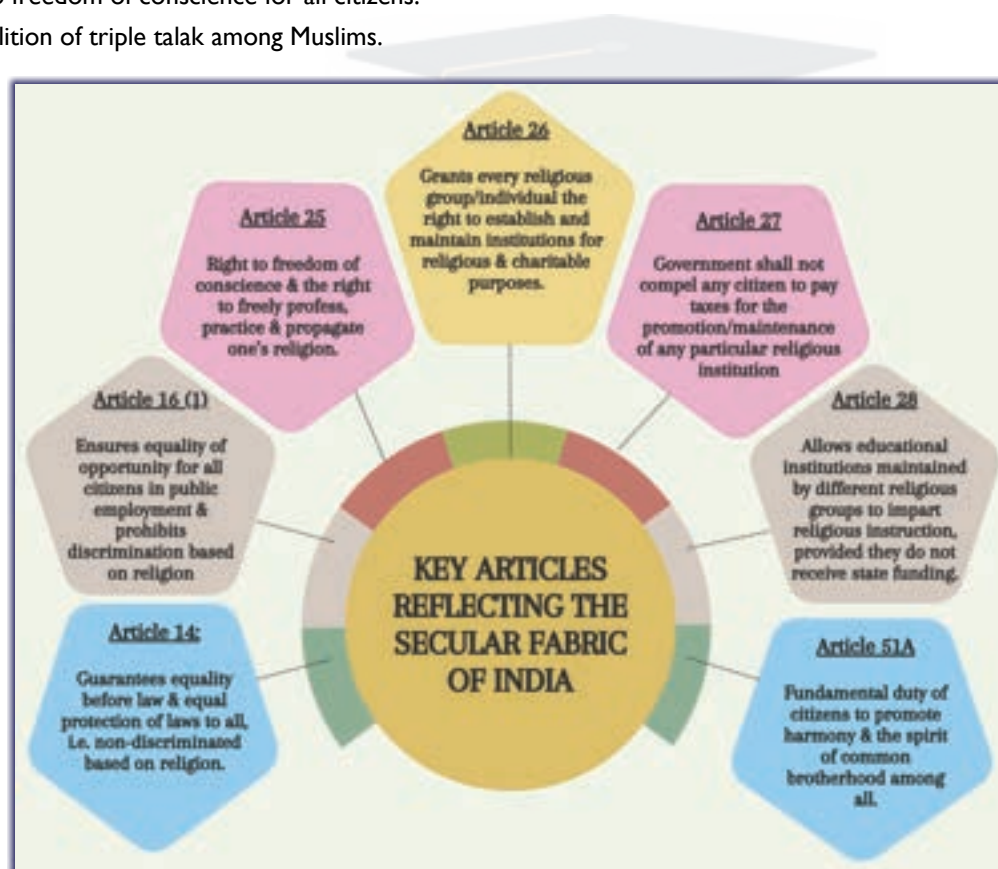 freedom of conscience for all citizens.
lition of triple talak among Muslims.
Article 26
Grants every religious
group/individual the
right to establish and
maintain institutions for
religious & charitable
purposes.
Article 25
Right to freedom of
conscience & the right
to freely profess,
practice & propagate
one's religion.
Article 27
Government shall not
compel any citizen to pay
taxes for the
promotion/maintenance
of any particular religious
institution
Article 16 (1)
Ensures equality of
opportunity for all
citizens in public
employment &
prohibits
discrimination based
on religion
Article 28
Allows educational
institutions maintained
by different religious
groups to impart
religious instruction,
provided they do not
receive state funding.
Article 14:
Guarantees equality
before law & equal
protection of laws to all,
i.e. non-discriminated
based on religion.
KEY ARTICLES
REFLECTING THE
SECULAR FABRIC
OF INDIA
Article 51A
Fundamental duty of
citizens to promote
harmony & the spirit
of common
brotherhood among
all.